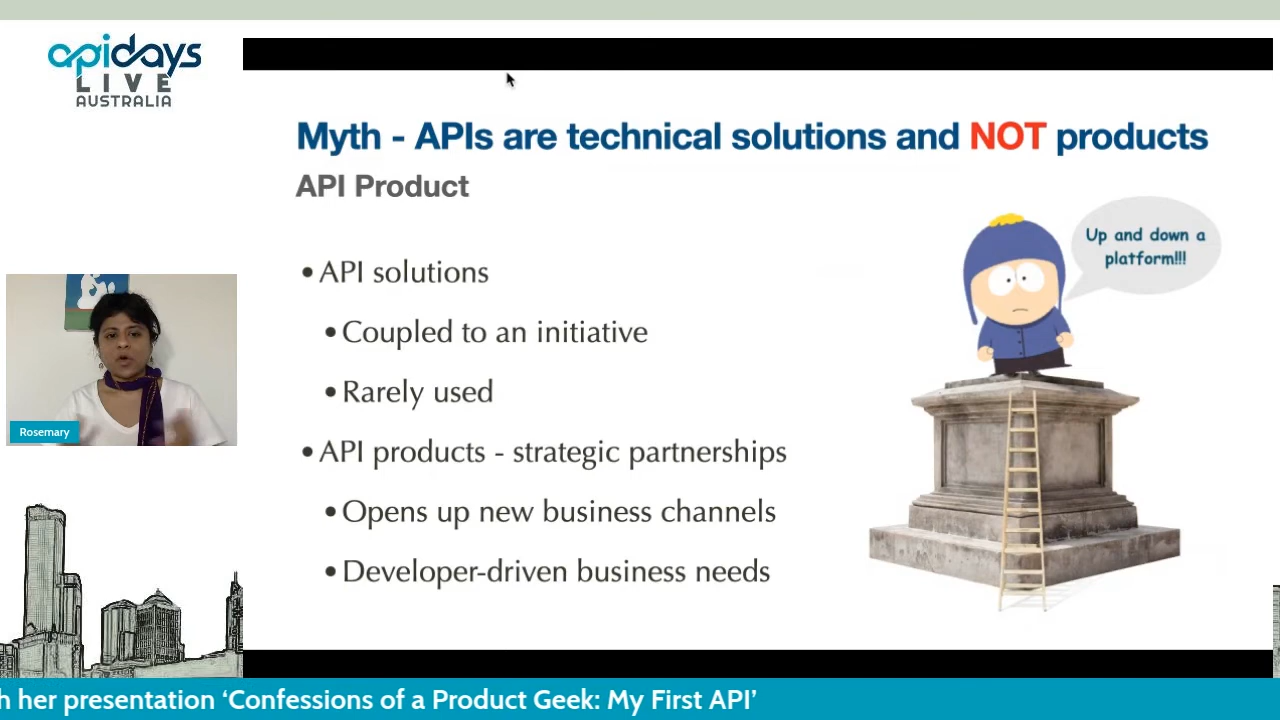 apidays
LIVE
AUSTRALIA
Myth - APIs are technical solutions and NOT products
API Product
Up and down a
platform!!!
•API solutions
•Coupled to an initiative
•Rarely used
•API products - strategic partnerships
•Opens up new business channels
•Developer-driven business needs
Rosemary
h her presentation ‘Confessions of a Product Geek: My First API’